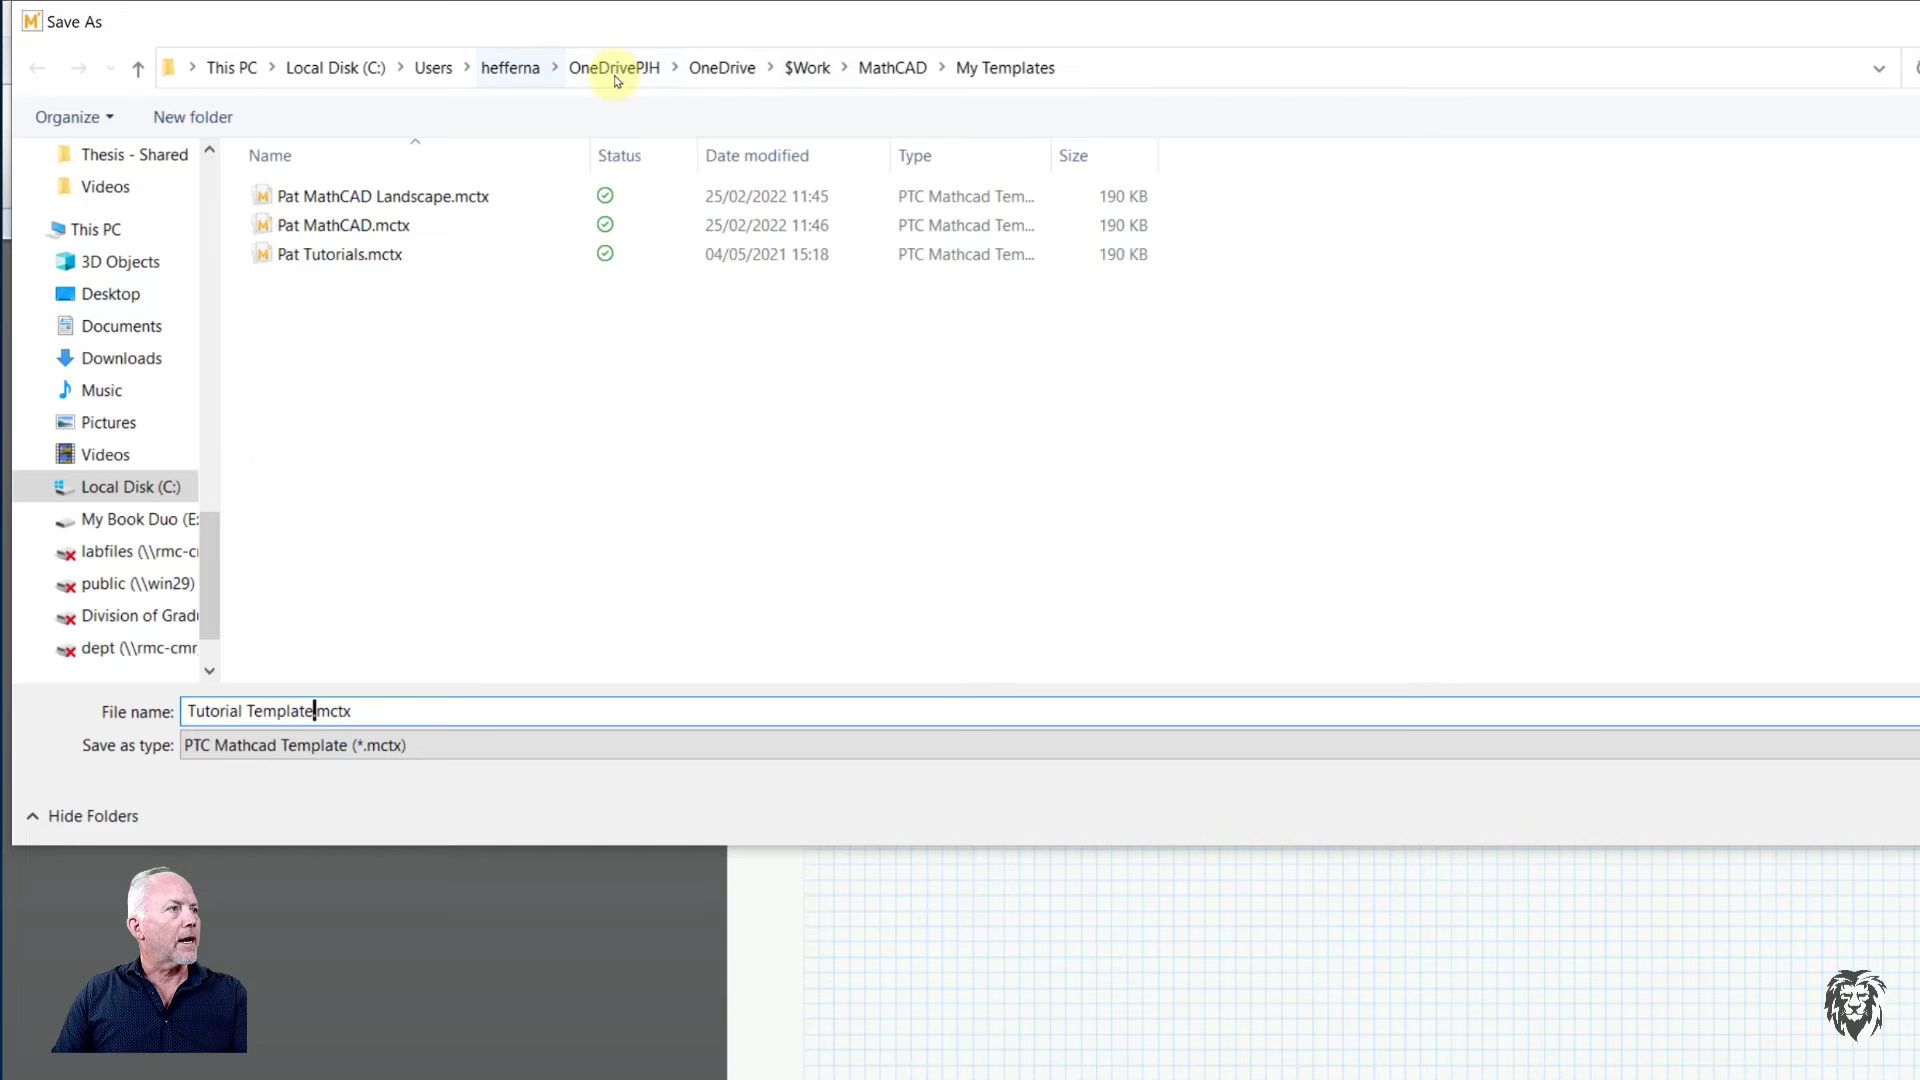 Save As
This PC > Local Disk (C:) > Users > hefferna > OneDrivePJH > OneDrive > $Work > MathCAD > My Templates
Organize New folder
Name Status Date modified Type Size
Pat MathCAD Landscape.mctx 25/02/2022 11:45 PTC Mathcad Tem... 190 KB
Pat MathCAD.mctx 25/02/2022 11:46 PTC Mathcad Tem... 190 KB
Pat Tutorials.mctx 04/05/2021 15:18 PTC Mathcad Tem... 190 KB
Thesis - Shared
Videos
This PC
3D Objects
Desktop
Documents
Downloads
Music
Pictures
Videos
Local Disk (C:)
My Book Duo (E:
labfiles (\\rmc-cr
public (\\win29)
Division of Gradu
dept (\\rmc-cmr
File name: Tutorial Template.mctx
Save as type: PTC Mathcad Template (*.mctx)
Hide Folders